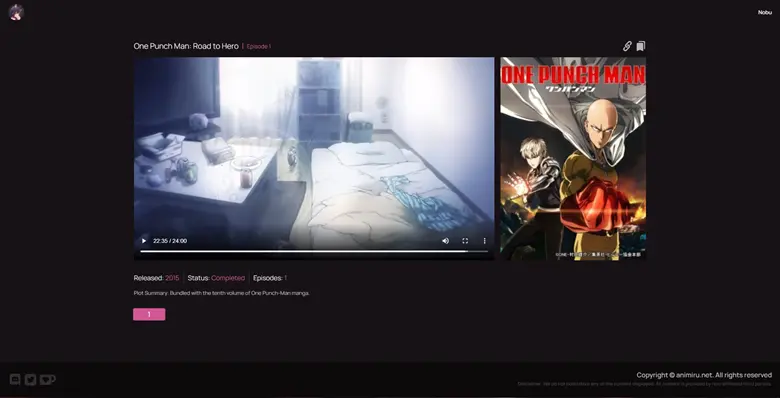 Nobu
One Punch Man: Road to Hero | Episode 1
ONE PUNCH MAN
ワンパンマン
22:35 / 24:00
Released: 2015 Status: Completed Episodes: 1
Plot Summary: Bundled with the tenth volume of One Punch-Man manga.
1
Copyright © animiru.net. All rights reserved